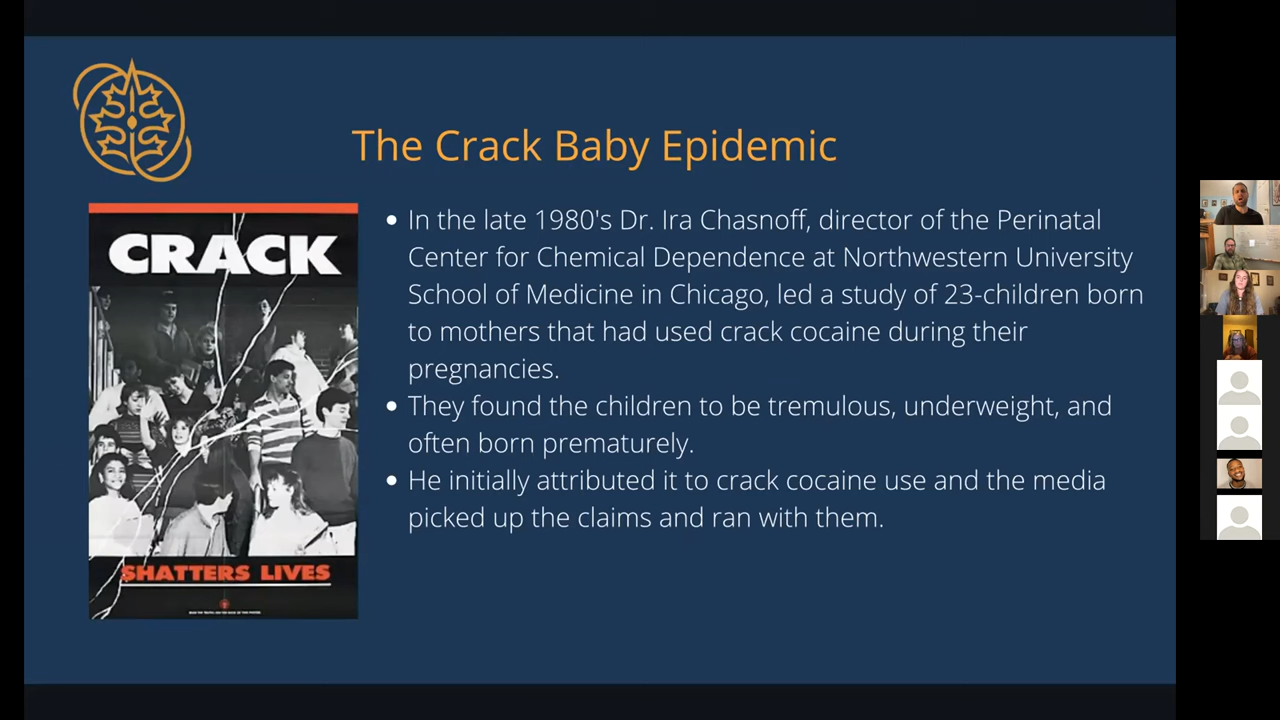 The Crack Baby Epidemic
CRACK
SHATTERS LIVES
• In the late 1980's Dr. Ira Chasnoff, director of the Perinatal
Center for Chemical Dependence at Northwestern University
School of Medicine in Chicago, led a study of 23-children born
to mothers that had used crack cocaine during their
pregnancies.
• They found the children to be tremulous, underweight, and
often born prematurely.
• He initially attributed it to crack cocaine use and the media
picked up the claims and ran with them.